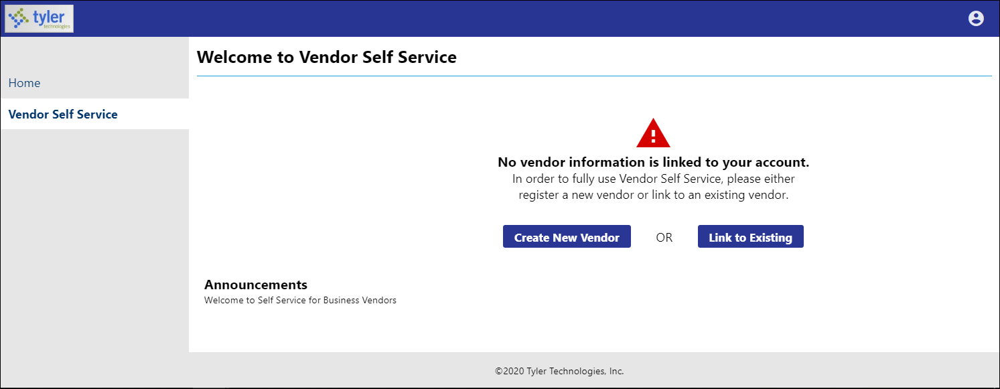 tyler
technologies
Welcome to Vendor Self Service
Home
Vendor Self Service
No vendor information is linked to your account.
In order to fully use Vendor Self Service, please either
register a new vendor or link to an existing vendor.
Create New Vendor OR Link to Existing
Announcements
Welcome to Self Service for Business Vendors
©2020 Tyler Technologies, Inc.